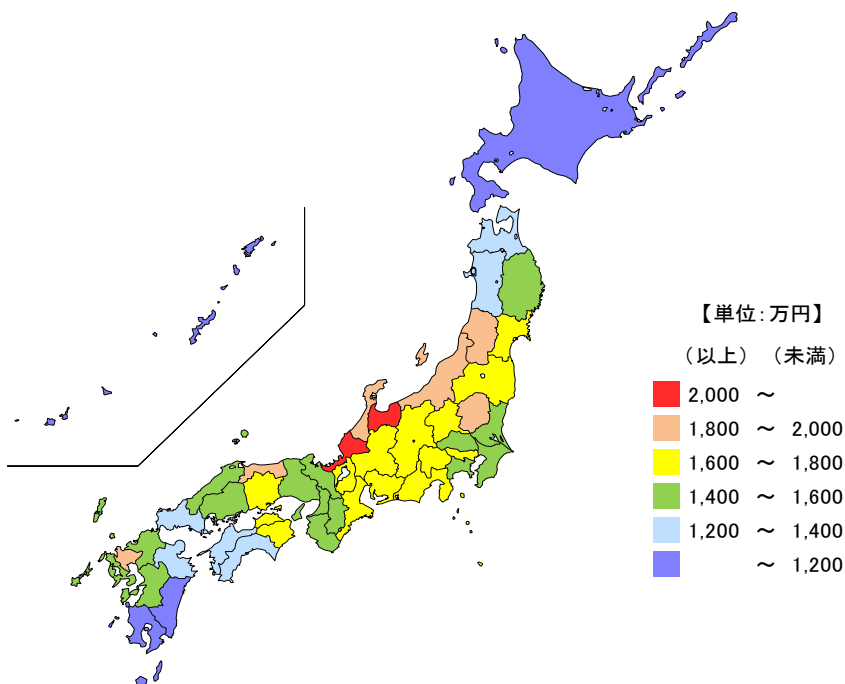 【単位：万円】
（以上） （未満）
2,000 ～
1,800 ～ 2,000
1,600 ～ 1,800
1,400 ～ 1,600
1,200 ～ 1,400
～ 1,200